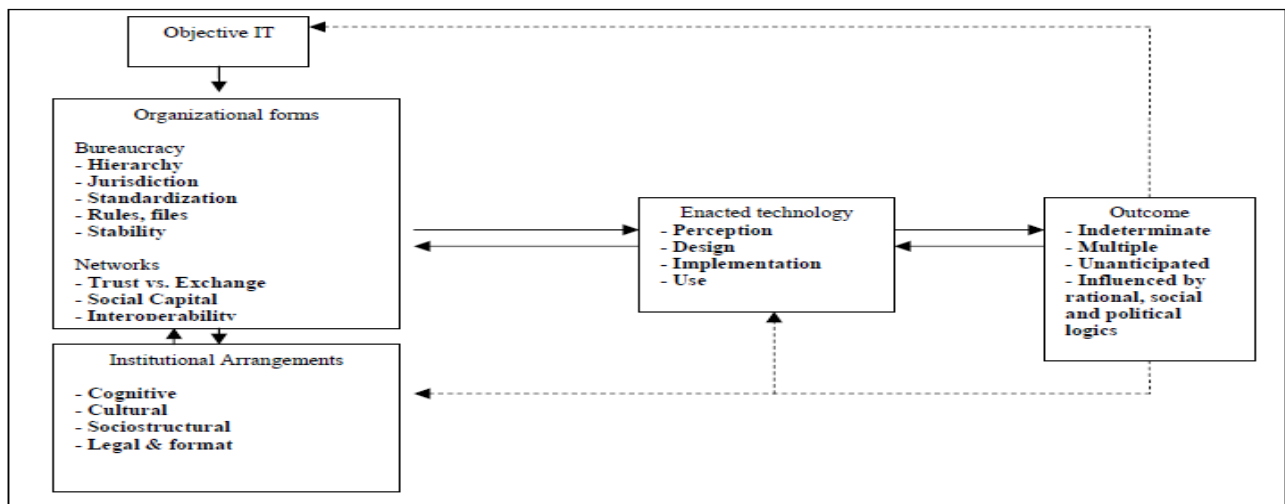 Objective IT
Organizational forms
Bureaucracy
- Hierarchy
- Jurisdiction
- Standardization
- Rules, files
- Stability
Networks
- Trust vs. Exchange
- Social Capital
- Interoperability
Institutional Arrangements
- Cognitive
- Cultural
- Sociostructural
- Legal & format
Enacted technology
- Perception
- Design
- Implementation
- Use
Outcome
- Indeterminate
- Multiple
- Unanticipated
- Influenced by
rational, social
and political
logics